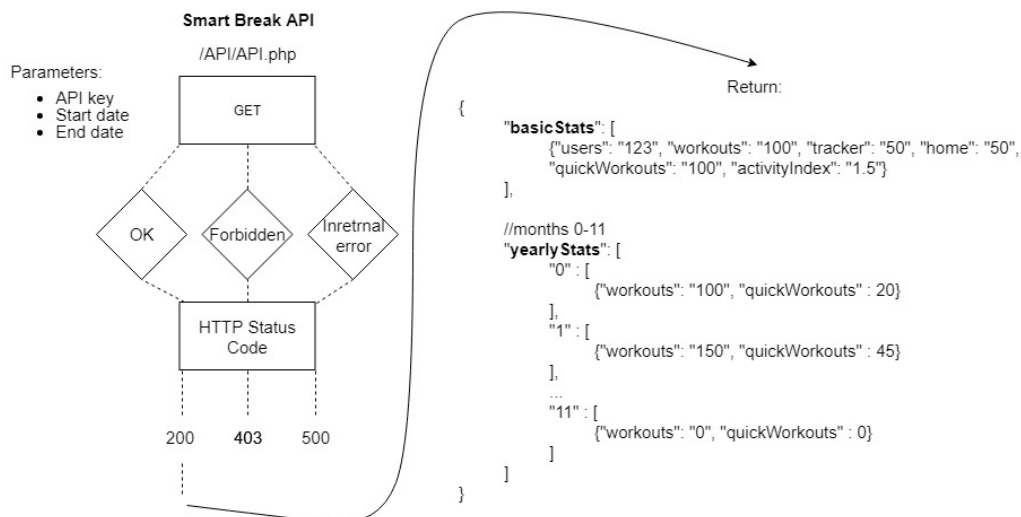 Smart Break API
/API/API.php
Parameters:
• API key
• Start date
• End date
GET
OK
Forbidden
Inretrnal
error
HTTP Status
Code
200
403
500
Return:
{
"basicStats": [
{"users": "123", "workouts": "100", "tracker": "50", "home": "50",
"quickWorkouts": "100", "activityIndex": "1.5"}
],
//months 0-11
"yearlyStats": [
"0" : [
{"workouts": "100", "quickWorkouts" : 20}
],
"1" : [
{"workouts": "150", "quickWorkouts" : 45}
],
...
"11" : [
{"workouts": "0", "quickWorkouts" : 0}
]
]
}